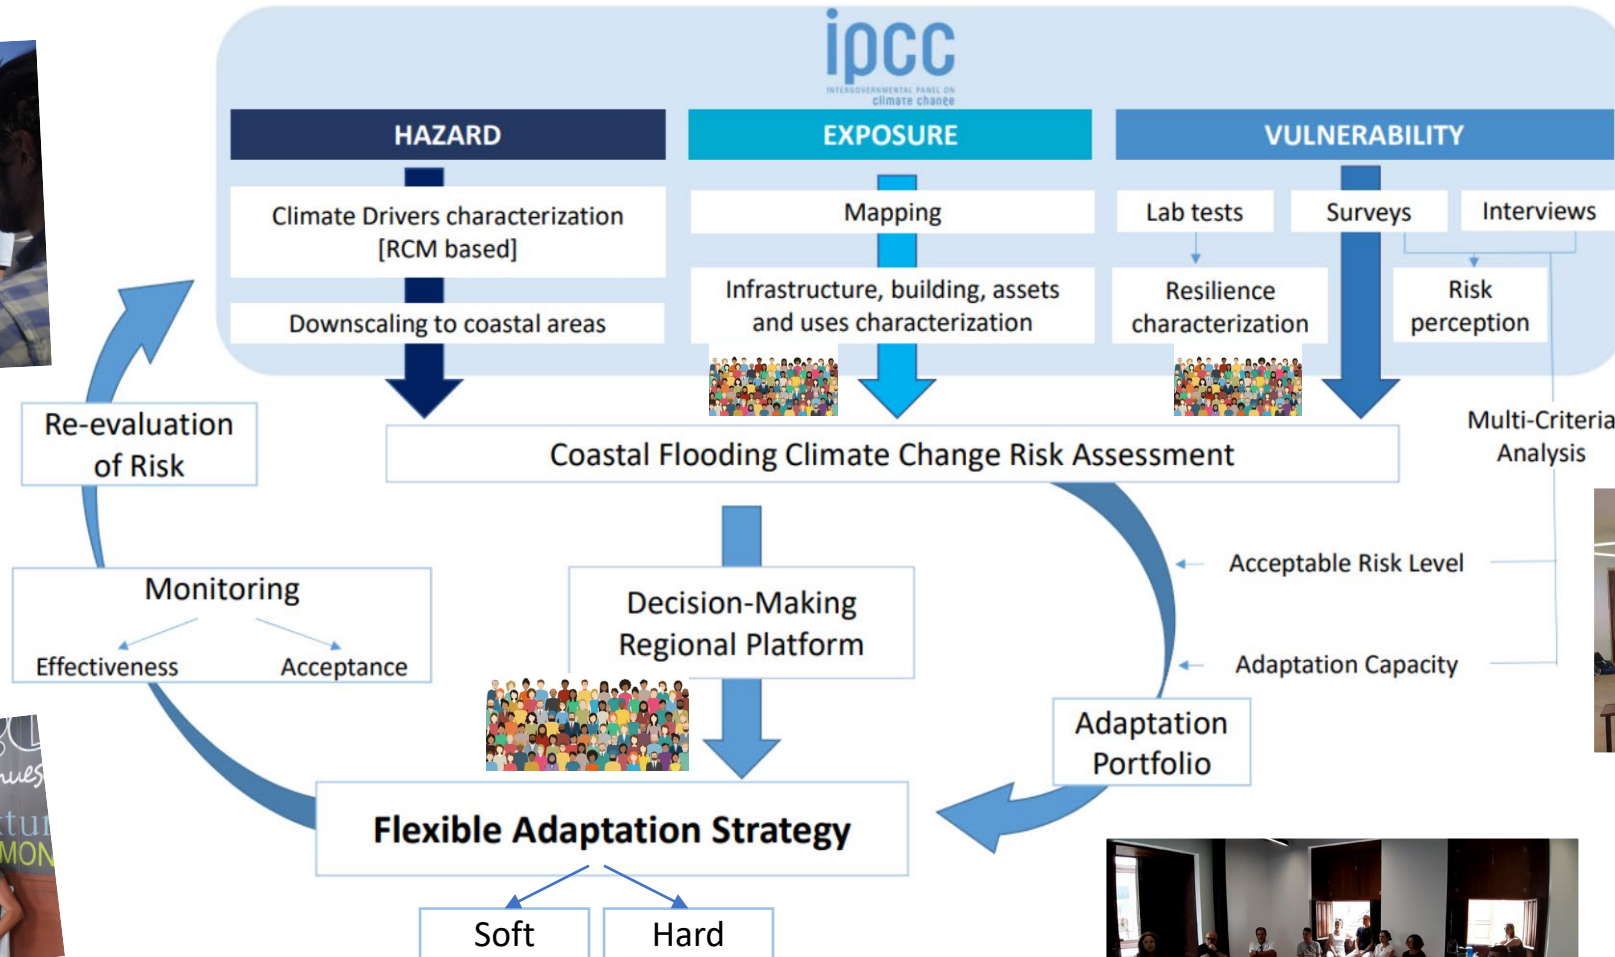 ipcc
INTERGOVERNMENTAL PANEL ON
climate change
HAZARD
EXPOSURE
VULNERABILITY
Climate Drivers characterization
[RCM based]
Mapping
Lab tests
Surveys
Interviews
Downscaling to coastal areas
Infrastructure, building, assets
and uses characterization
Resilience
characterization
Risk
perception
Re-evaluation
of Risk
Coastal Flooding Climate Change Risk Assessment
Multi-Criteria
Analysis
Monitoring
Effectiveness
Acceptance
Decision-Making
Regional Platform
Acceptable Risk Level
Adaptation Capacity
Adaptation
Portfolio
Flexible Adaptation Strategy
Soft
Hard